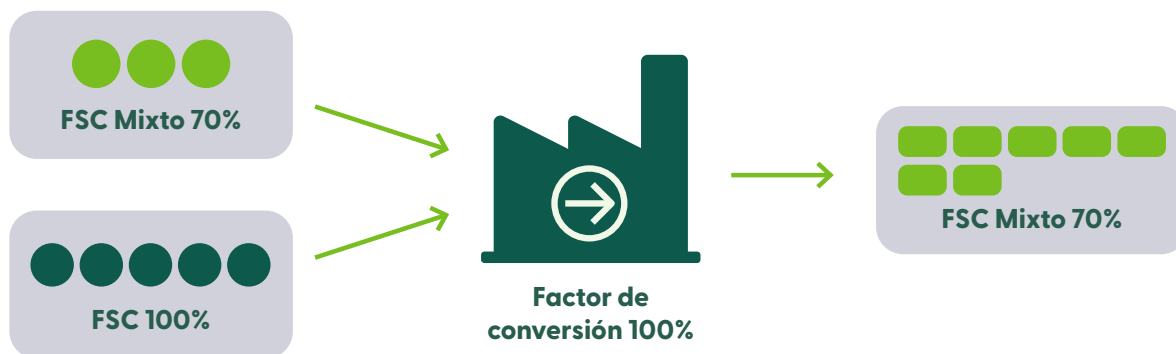 FSC Mixto 70%
FSC 100%
Factor de
conversión 100%
FSC Mixto 70%